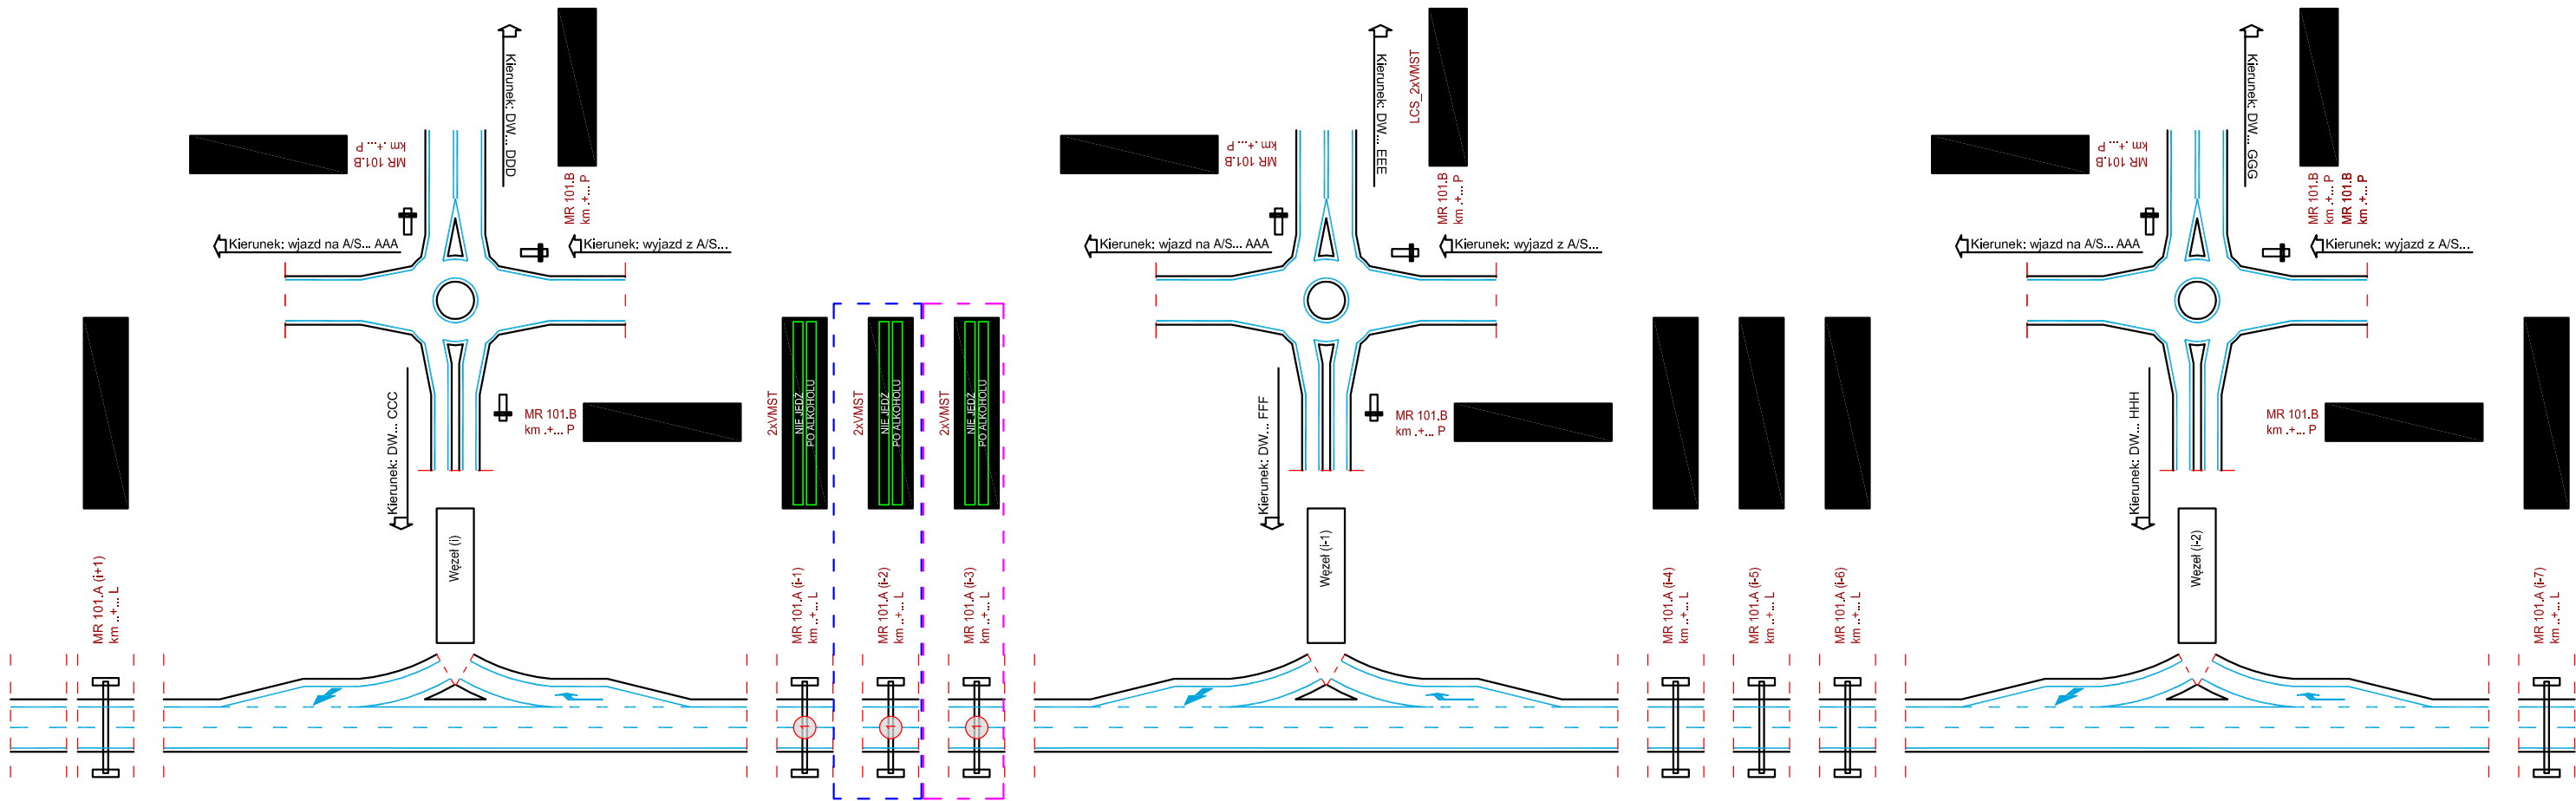 Kierunek: DW... DDD
MR 101.B
km .+... P
MR 101.B
km .+... P
Kierunek: wjazd na A/S... AAA
Kierunek: wyjazd z A/S...
Kierunek: DW... CCC
MR 101.B
km .+... P
Węzeł (i)
MR 101.A (i+1)
km ..+... L
2xVMST
NIE JEDŹ
PO ALKOHOLU
MR 101.A (i-1)
km ..+... L
1
2xVMST
NIE JEDŹ
PO ALKOHOLU
MR 101.A (i-2)
km ..+... L
1
2xVMST
NIE JEDŹ
PO ALKOHOLU
MR 101.A (i-3)
km ..+... L
1
Kierunek: DW... EEE
LCS_2xVMST
MR 101.B
km .+... P
MR 101.B
km .+... P
Kierunek: wjazd na A/S... AAA
Kierunek: wyjazd z A/S...
Kierunek: DW... FFF
MR 101.B
km .+... P
Węzeł (i-1)
MR 101.A (i-4)
km ..+... L
MR 101.A (i-5)
km ..+... L
MR 101.A (i-6)
km ..+... L
Kierunek: DW... GGG
MR 101.B
km .+... P
MR 101.B
km .+... P
MR 101.B
km .+... P
Kierunek: wjazd na A/S... AAA
Kierunek: wyjazd z A/S...
Kierunek: DW... HHH
MR 101.B
km .+... P
Węzeł (i-2)
MR 101.A (i-7)
km ..+... L